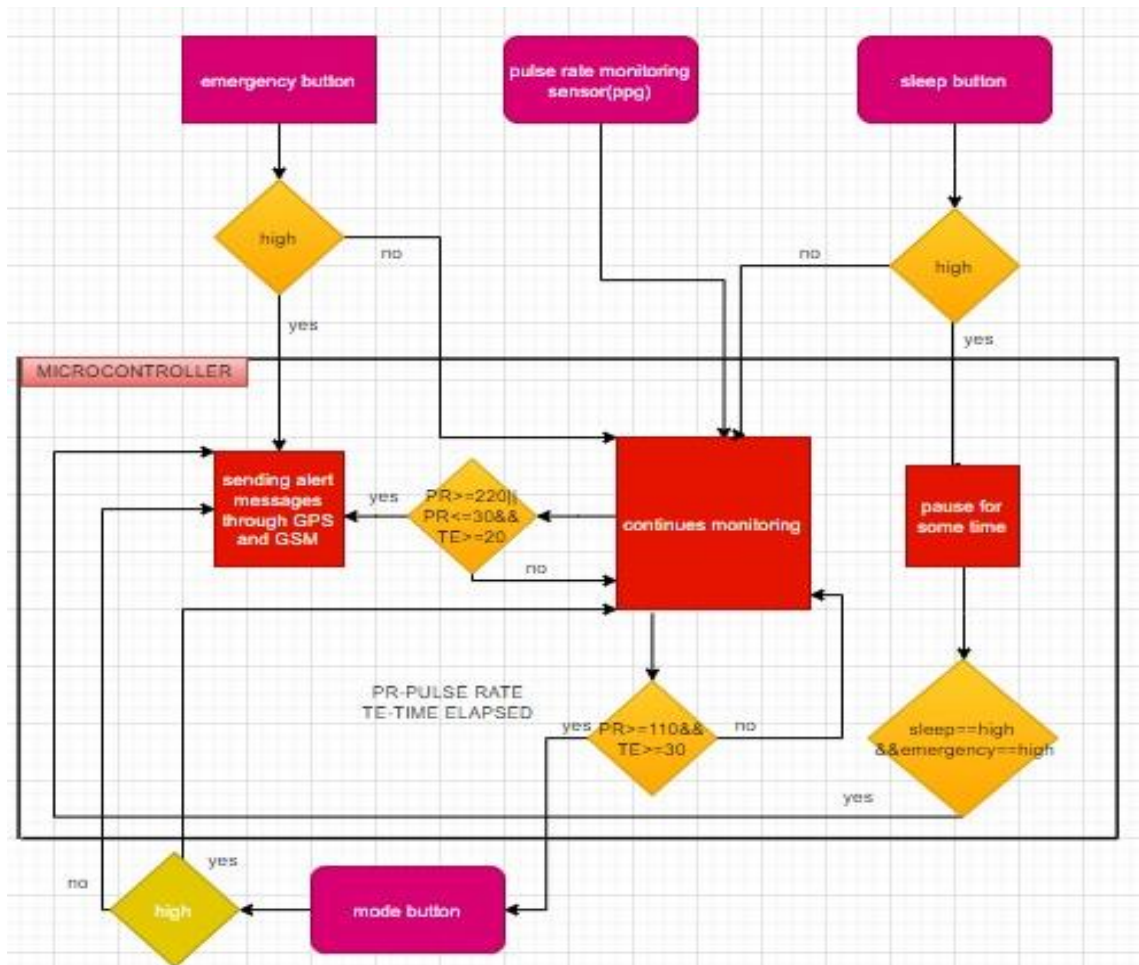 emergency button
pulse rate monitoring
sensor(ppg)
sleep button
high
no
yes
high
no
yes
MICROCONTROLLER
sending alert
messages
through GPS
and GSM
yes
PR>=220||
PR<=30&&
TE>=20
no
continues monitoring
pause for
some time
PR-PULSE RATE
TE-TIME ELAPSED
yes
PR>=110&&
TE>=30
no
sleep==high
&&emergency==high
yes
high
yes
no
mode button